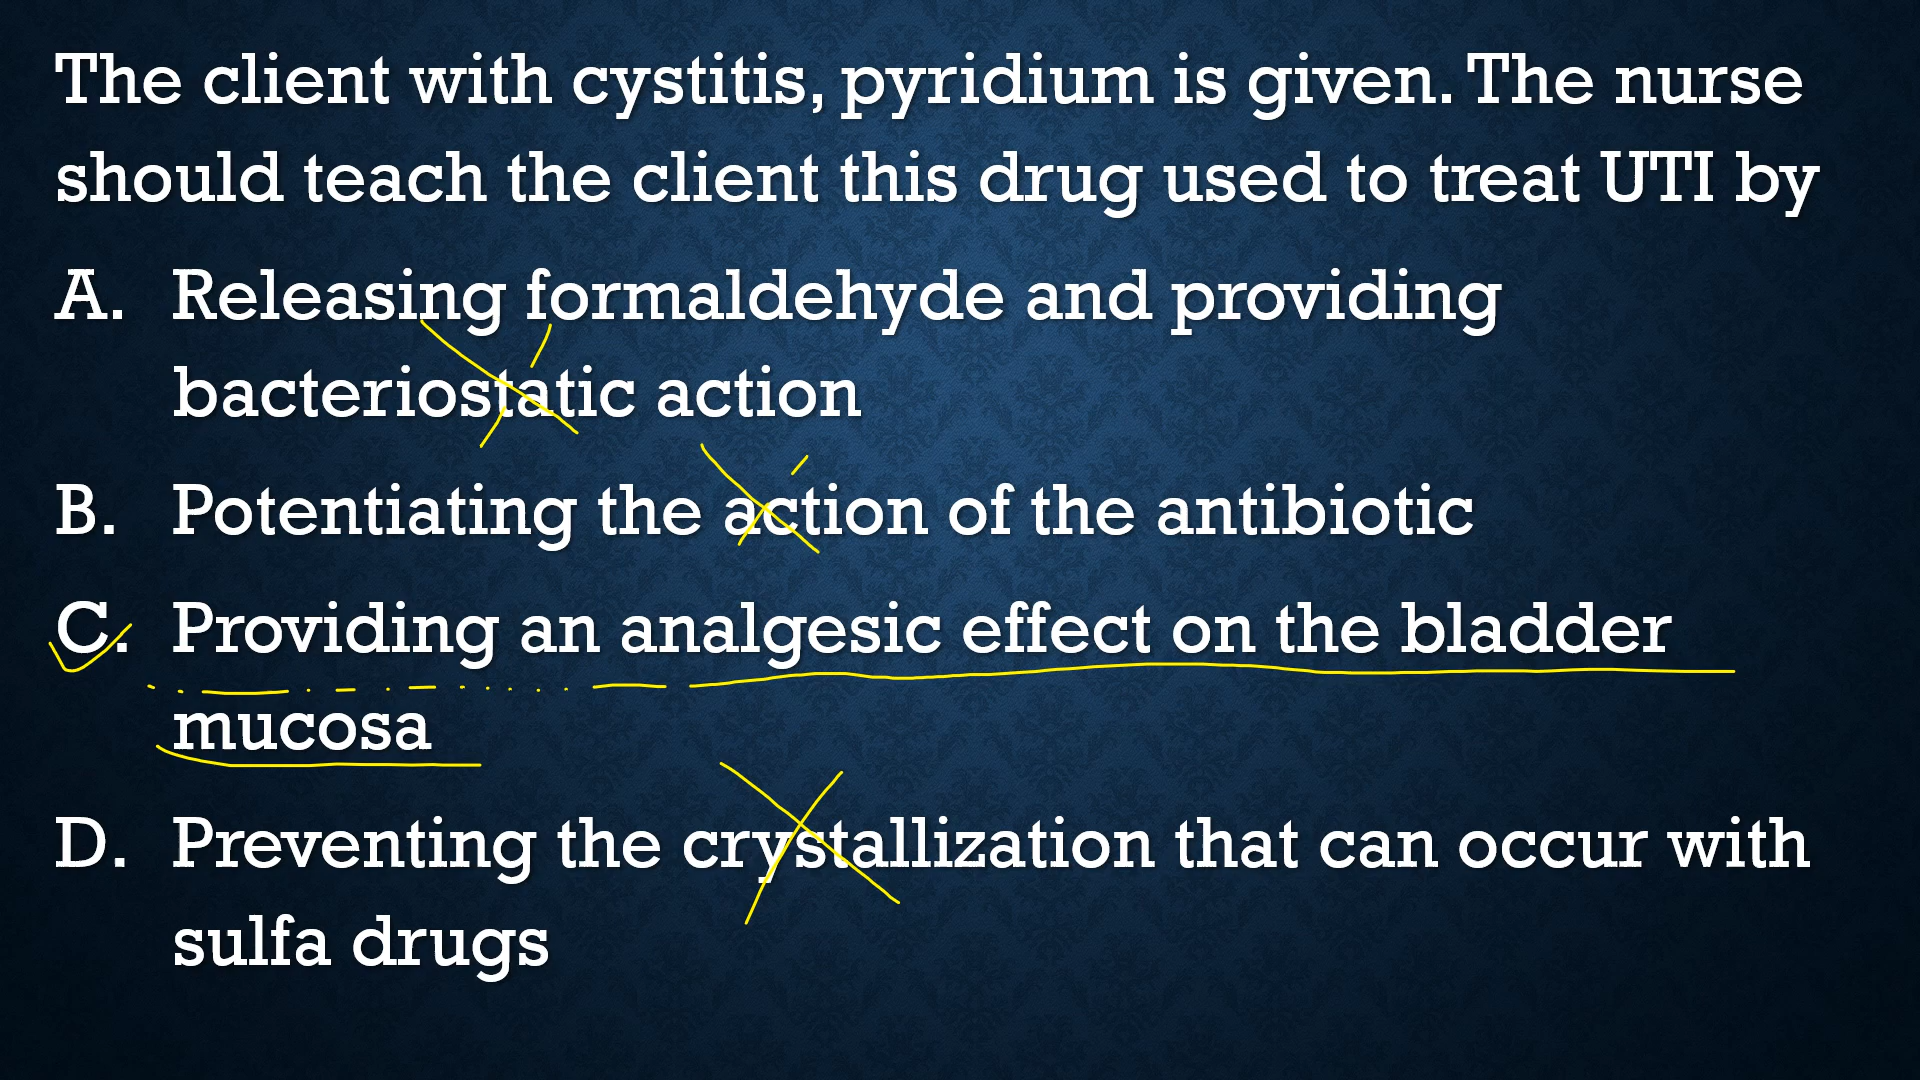 The client with cystitis, pyridium is given. The nurse
should teach the client this drug used to treat UTI by
A. Releasing formaldehyde and providing
bacteriostatic action
B. Potentiating the action of the antibiotic
C. Providing an analgesic effect on the bladder
mucosa
D. Preventing the crystallization that can occur with
sulfa drugs